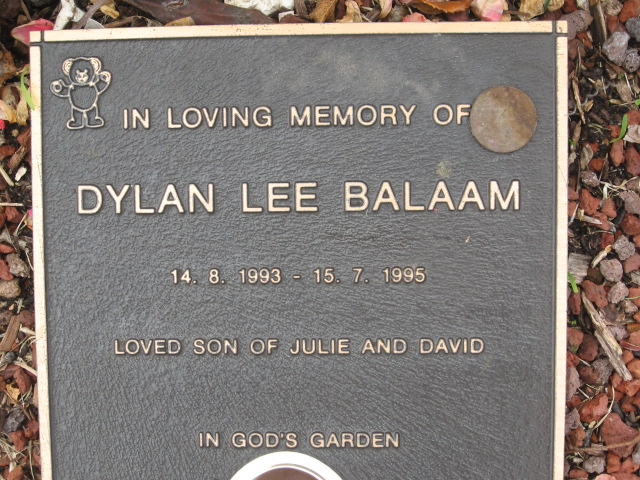 IN LOVING MEMORY OF
DYLAN LEE BALAAM
14. 8. 1993 - 15. 7. 1995
LOVED SON OF JULIE AND DAVID
IN GOD'S GARDEN